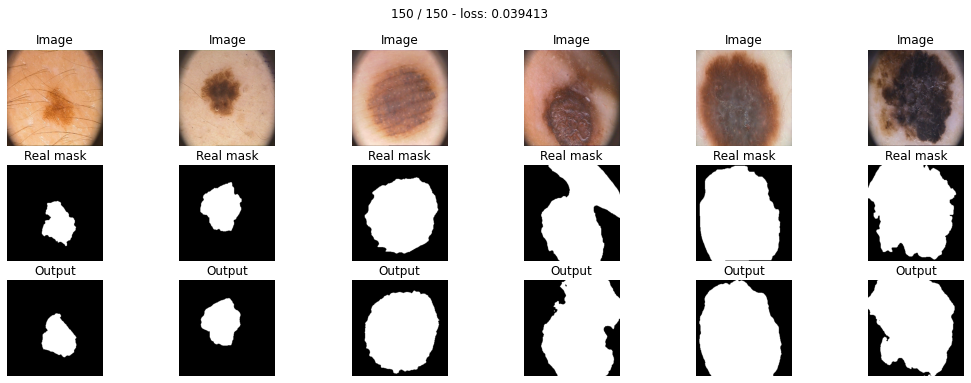 150 / 150 - loss: 0.039413
Image Image Image Image Image Image
Real mask Real mask Real mask Real mask Real mask Real mask
Output Output Output Output Output Output